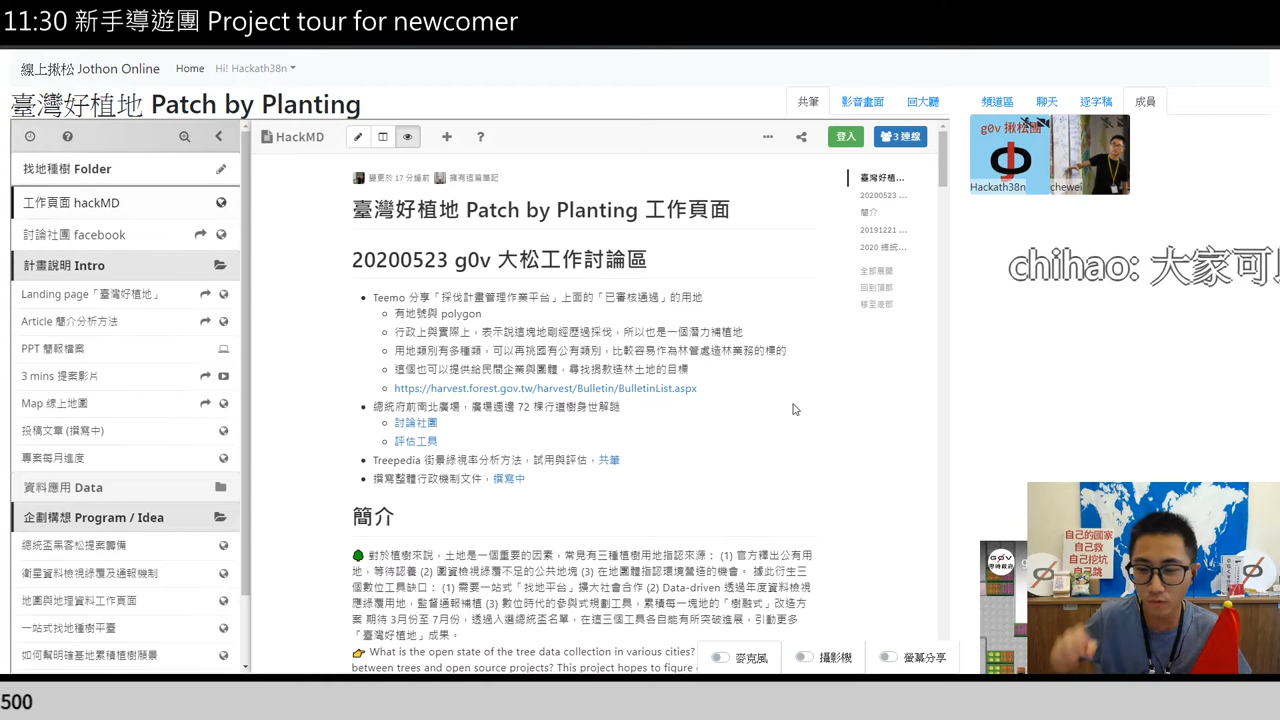 11:30 新手導遊團 Project tour for newcomer
線上揪松 Jothon Online Home Hi! Hackath38n
臺灣好植地 Patch by Planting
共筆 影音畫面 回大廳 頻道區 聊天 逐字稿 成員
HackMD
登入
3 連線
找地種樹 Folder
工作頁面 hackMD
討論社團 facebook
計畫說明 Intro
Landing page「臺灣好植地」
Article 簡介分析方法
PPT 簡報檔案
3 mins 提案影片
Map 線上地圖
投稿文章 (撰寫中)
專案每月進度
資料應用 Data
企劃構想 Program / Idea
總統盃黑客松提案籌備
衛星資料檢視綠覆及通報機制
地圖與地理資料工作頁面
一站式找地種樹平臺
如何幫明確基地累積植樹願景
變更於 17 分鐘前 擁有這篇筆記
臺灣好植地 Patch by Planting 工作頁面
20200523 g0v 大松工作討論區
Teemo 分享「採伐計畫管理作業平台」上面的「已審核通過」的用地
有地號與 polygon
行政上與實際上，表示說這塊地剛經歷過採伐，所以也是一個潛力補植地
用地類別有多種類，可以再挑國有公有類別，比較容易作為林管處造林業務的標的
這個也可以提供給民間企業與團體，尋找捐款造林土地的目標
https://harvest.forest.gov.tw/harvest/Bulletin/BulletinList.aspx
總統府前南北廣場，廣場週邊 72 棵行道樹身世解謎
討論社團
評估工具
Treepedia 街景綠視率分析方法，試用與評估，共筆
撰寫整體行政機制文件，撰寫中
簡介
對於植樹來說，土地是一個重要的因素，常見有三種植樹用地指認來源： (1) 官方釋出公有用
地，等待認養 (2) 圖資檢視綠覆不足的公共塊地 (3) 在地團體指認環境營造的機會。 據此衍生三
個數位工具缺口： (1) 需要一站式「找地平台」擴大社會合作 (2) Data-driven 透過年度資料檢視
應綠覆用地，監督通報補植 (3) 數位時代的參與式規劃工具，累積每一塊地的「樹融式」改造方
案 期待 3月份至 7月份，透過入選總統盃名單，在這三個工具各自能有所突破進展，引動更多
「臺灣好植地」成果。
What is the open state of the tree data collection in various cities?
between trees and open source projects? This project hopes to figure
臺灣好植...
20200523 ...
簡介
20191221 ...
2020 總統...
全部展開
回到頂部
移至底部
g0v 揪松團
Hackath38n
chewei
chihao: 大家可
自己的國家
自己救
自己挖坑
自己跳
G0V
零時政府
麥克風 攝影機 螢幕分享
500